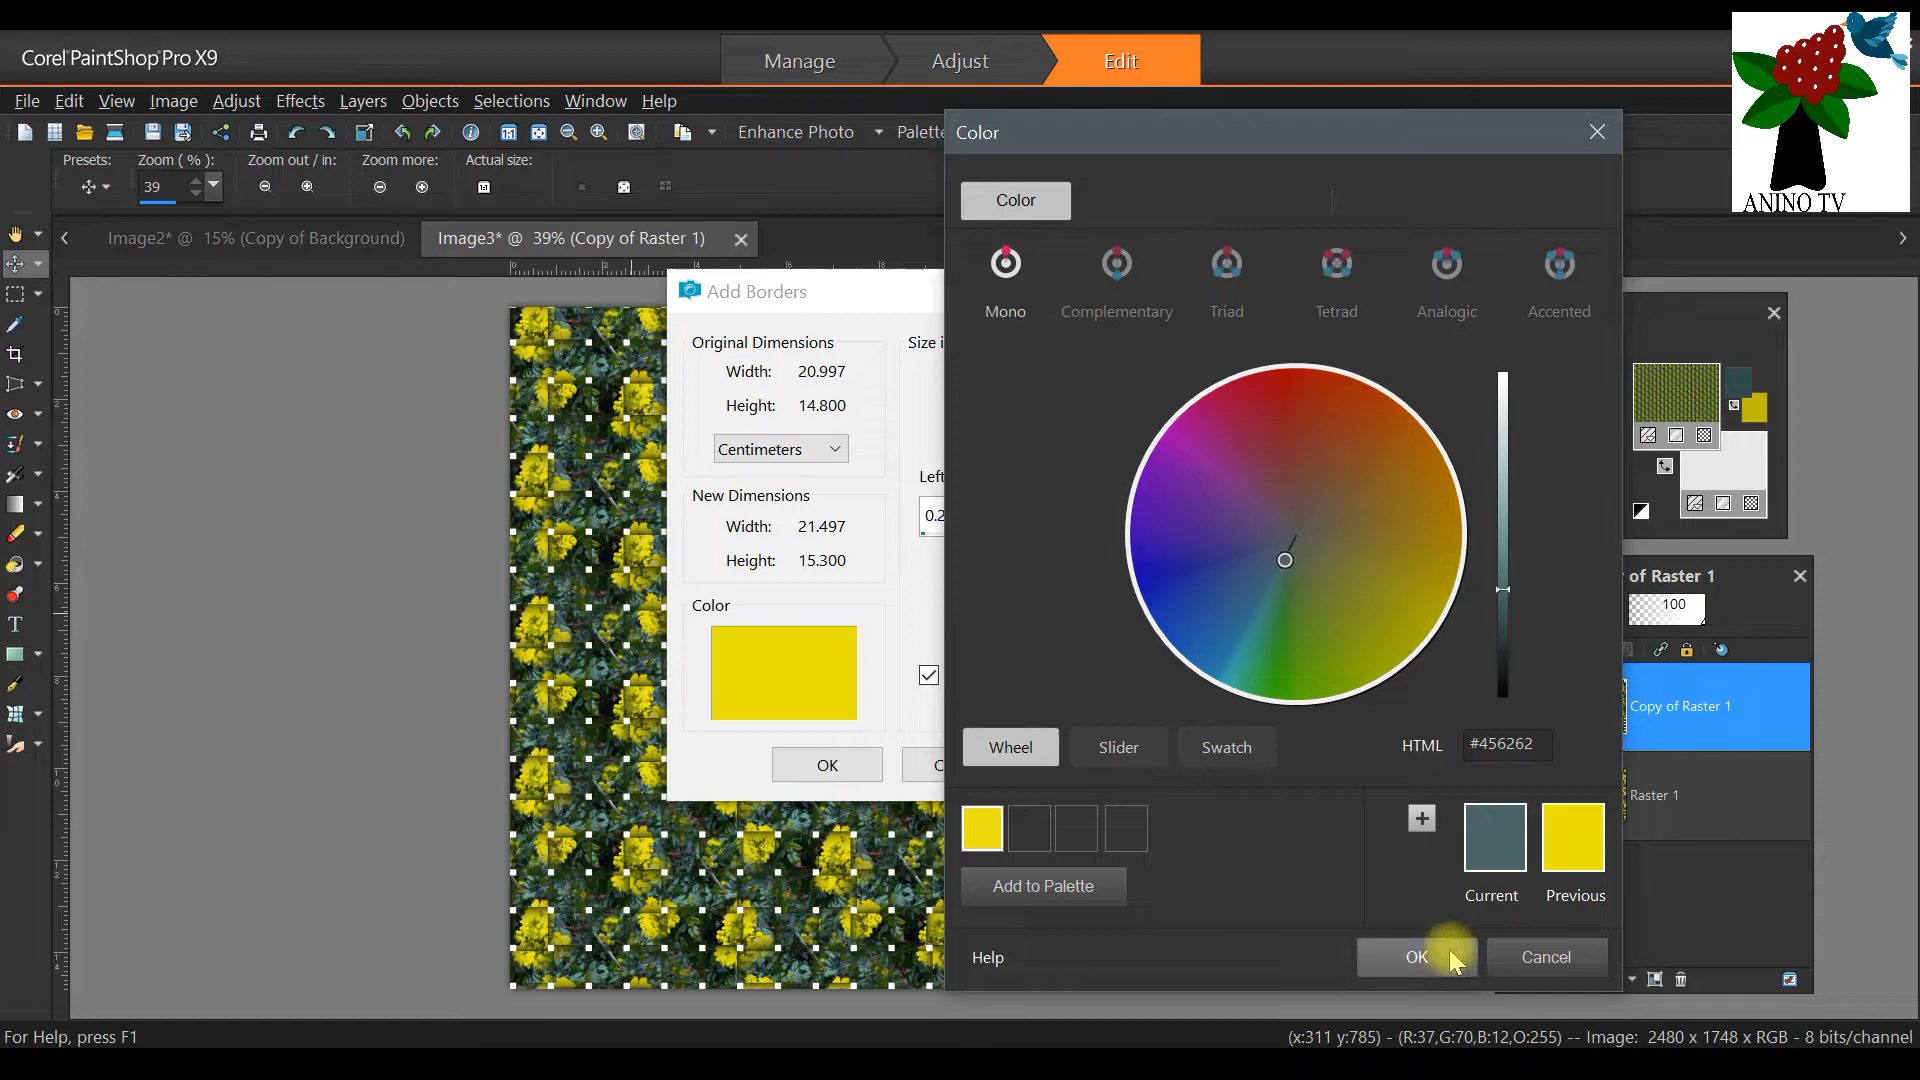 Corel PaintShop Pro X9
Manage
Adjust
Edit
ANINO TV
File Edit View Image Adjust Effects Layers Objects Selections Window Help
Enhance Photo
Presets:
Zoom ( % ):
Zoom out / in:
Zoom more:
Actual size:
39
Image2* @ 15% (Copy of Background)
Image3* @ 39% (Copy of Raster 1)
Add Borders
Original Dimensions
Width: 20.997
Height: 14.800
Centimeters
New Dimensions
Width: 21.497
Height: 15.300
Color
OK
Left
0.2
Color
Color
Mono
Complementary
Triad
Tetrad
Analogic
Accented
Wheel
Slider
Swatch
HTML
#456262
Add to Palette
Current
Previous
Help
OK
Cancel
of Raster 1
100
Copy of Raster 1
Raster 1
For Help, press F1
(x:311 y:785) - (R:37,G:70,B:12,O:255) -- Image: 2480 x 1748 x RGB - 8 bits/channel